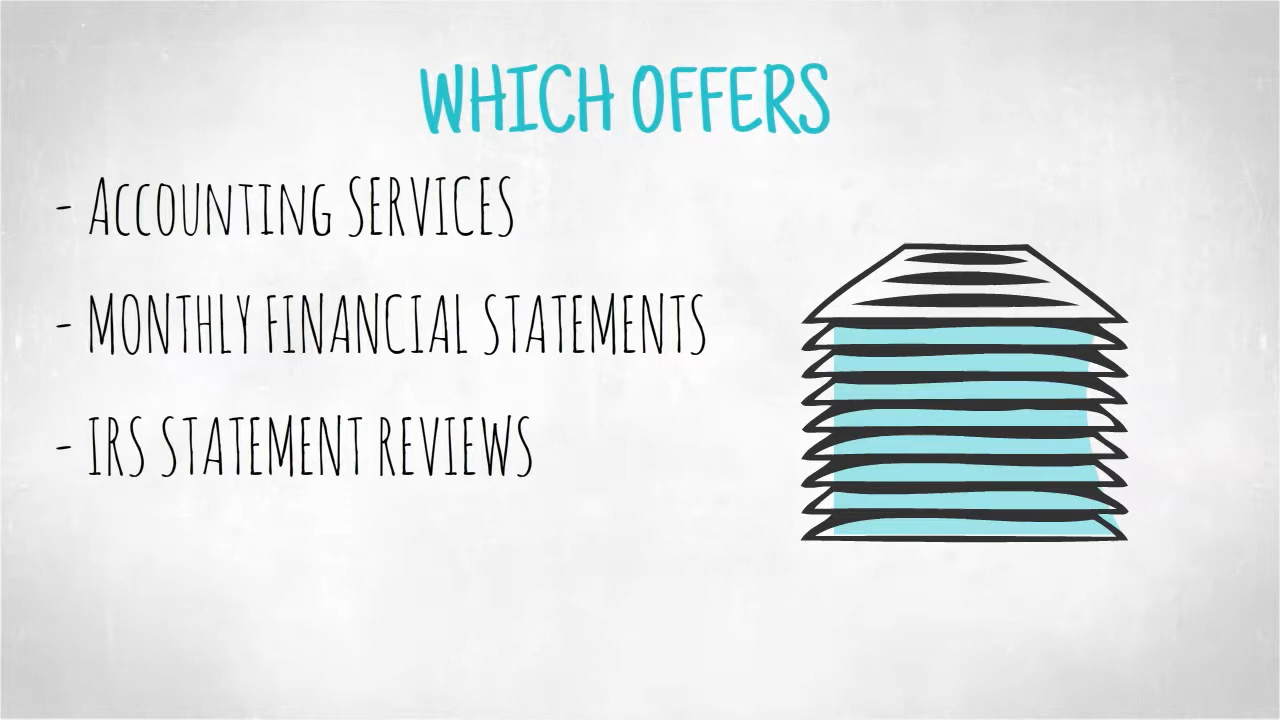 WHICH OFFERS
- Accounting SERVICES
- MONTHLY FINANCIAL STATEMENTS
- IRS STATEMENT REVIEWS